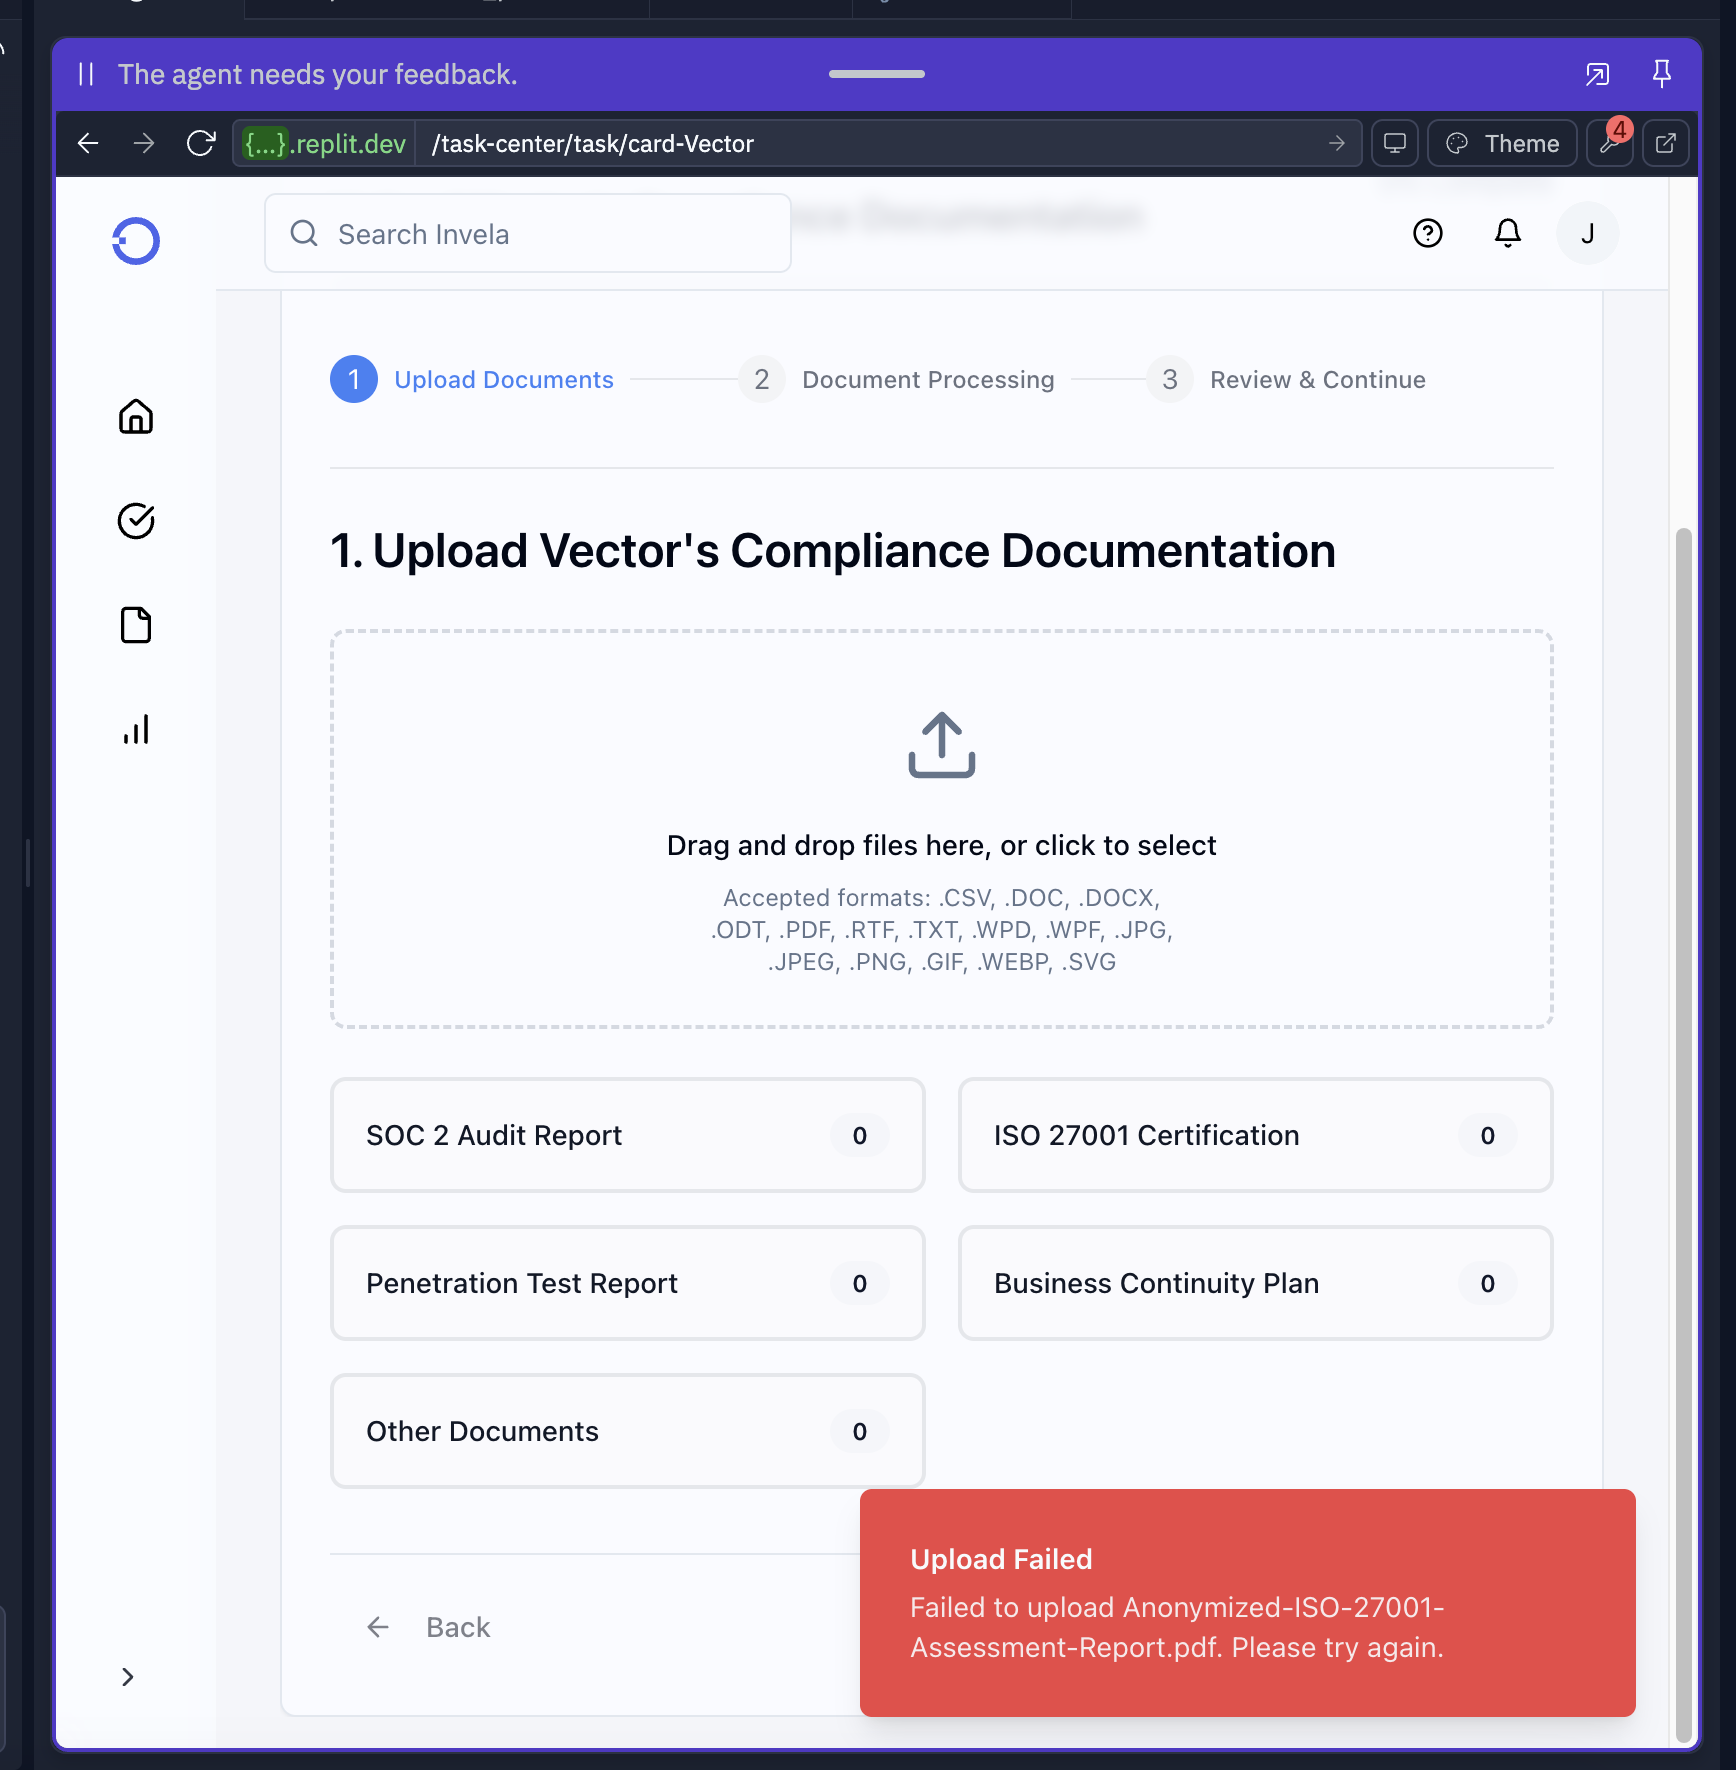 The agent needs your feedback.
{...}.replit.dev
/task-center/task/card-Vector
Theme
4
Search Invela
Documentation
J
1
Upload Documents
2
Document Processing
3
Review & Continue
1. Upload Vector's Compliance Documentation
Drag and drop files here, or click to select
Accepted formats: .CSV, .DOC, .DOCX,
.ODT, .PDF, .RTF, .TXT, .WPD, .WPF, .JPG,
.JPEG, .PNG, .GIF, .WEBP, .SVG
SOC 2 Audit Report
0
ISO 27001 Certification
0
Penetration Test Report
0
Business Continuity Plan
0
Other Documents
0
Back
Upload Failed
Failed to upload Anonymized-ISO-27001-
Assessment-Report.pdf. Please try again.